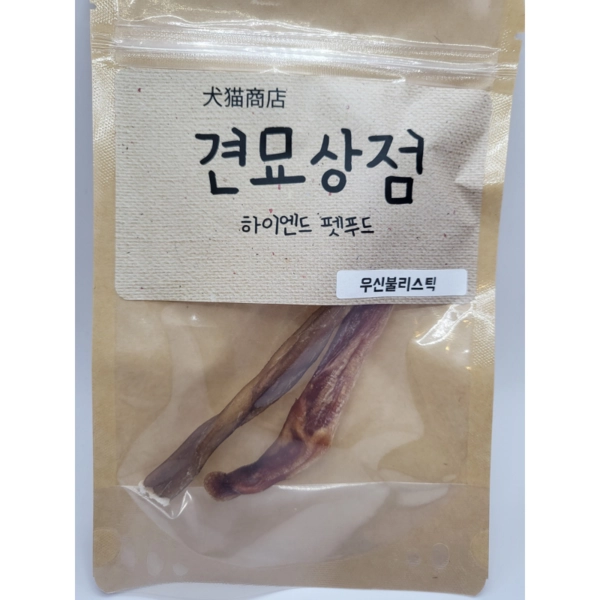 犬猫商店
견묘상점
하이엔드 펫푸드
우신불리스틱